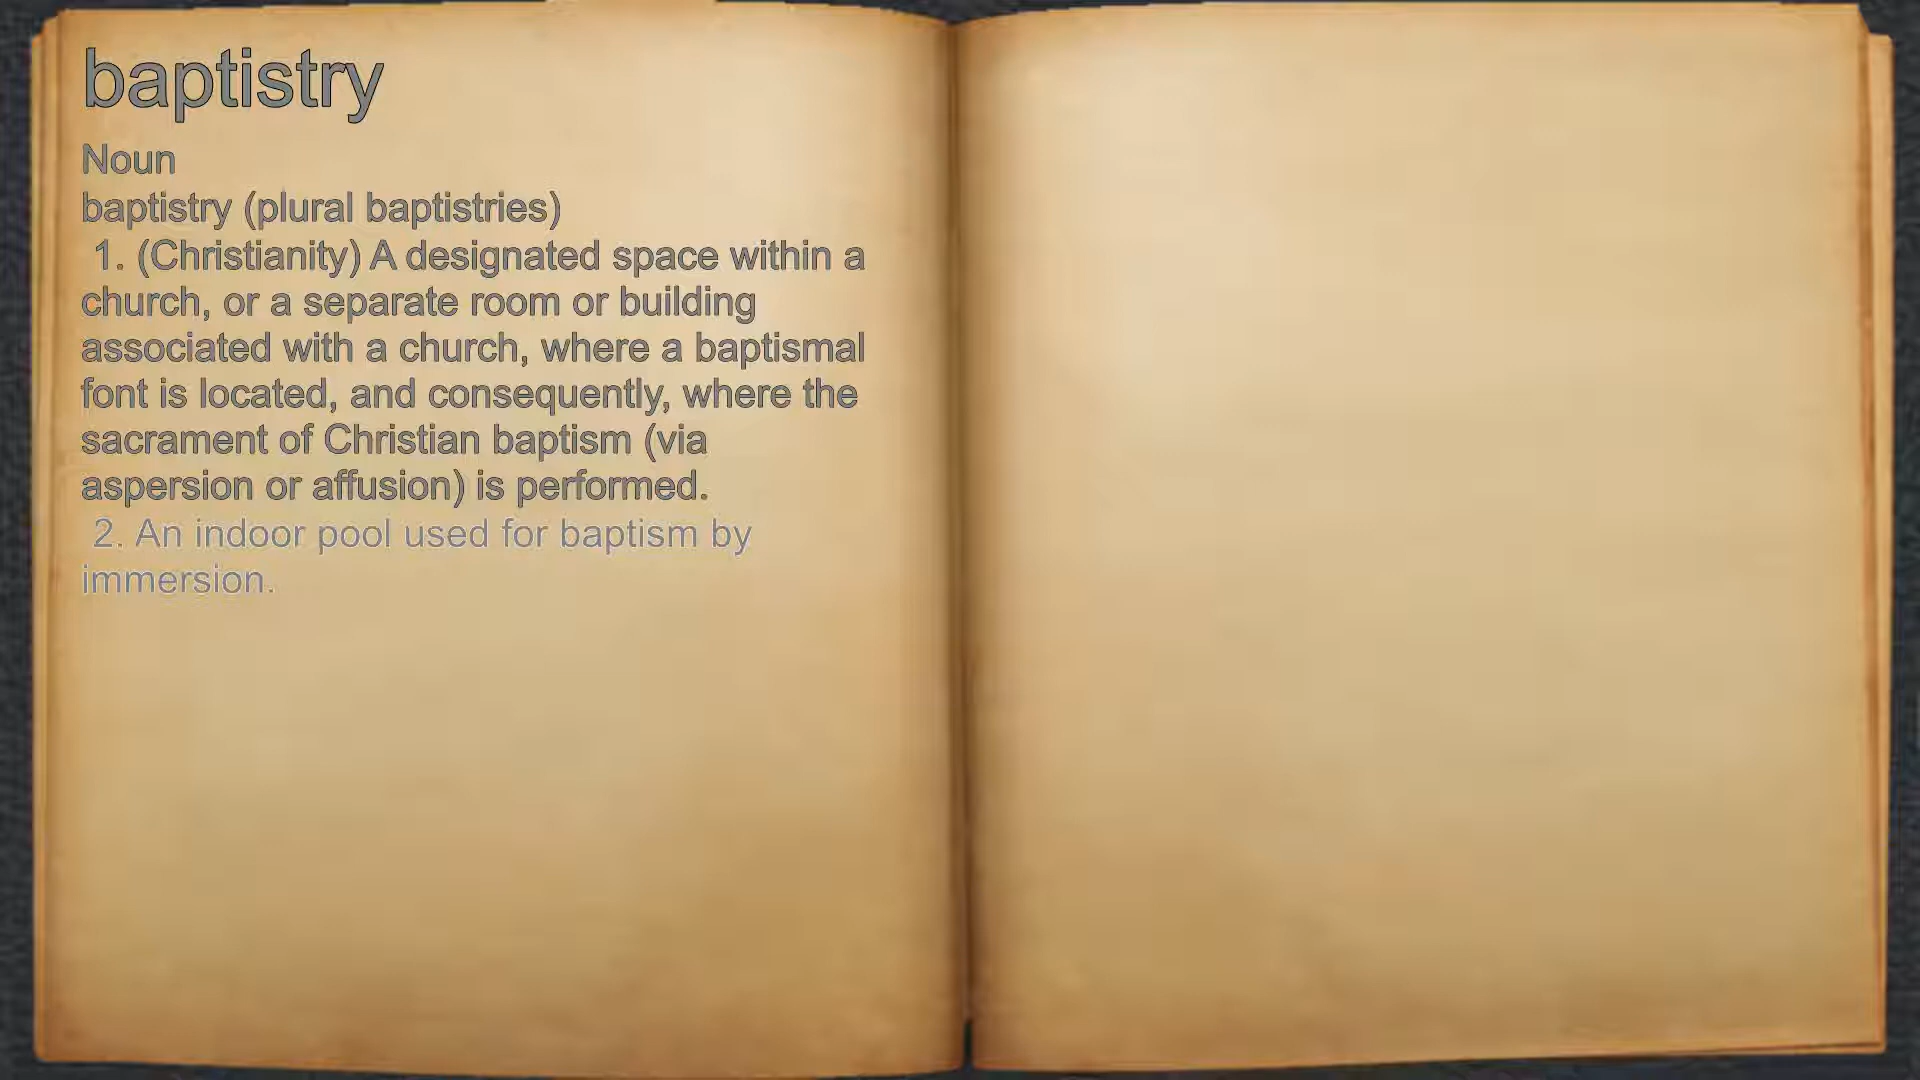 baptistry
Noun
baptistry (plural baptistries)
1. (Christianity) A designated space within a
church, or a separate room or building
associated with a church, where a baptismal
font is located, and consequently, where the
sacrament of Christian baptism (via
aspersion or affusion) is performed.
2. An indoor pool used for baptism by
immersion.